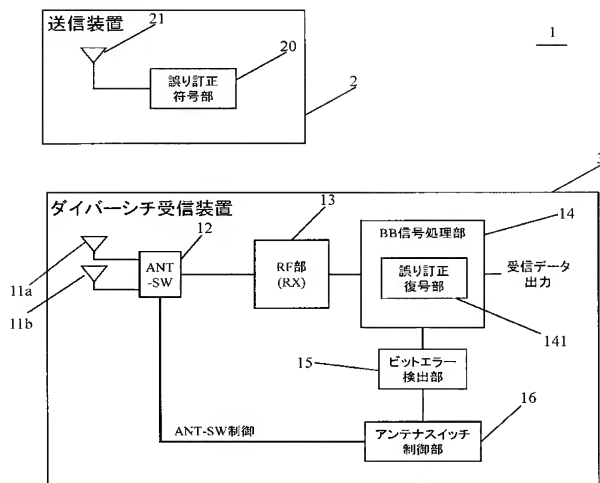 送信装置
21
20
1
誤り訂正
符号部
2
3
ダイバーシチ受信装置
13
14
12
BB信号処理部
11a
ANT
-SW
RF部
(RX)
誤り訂正
復号部
受信データ
出力
11b
141
15
ビットエラー
検出部
16
ANT-SW制御
アンテナスイッチ
制御部